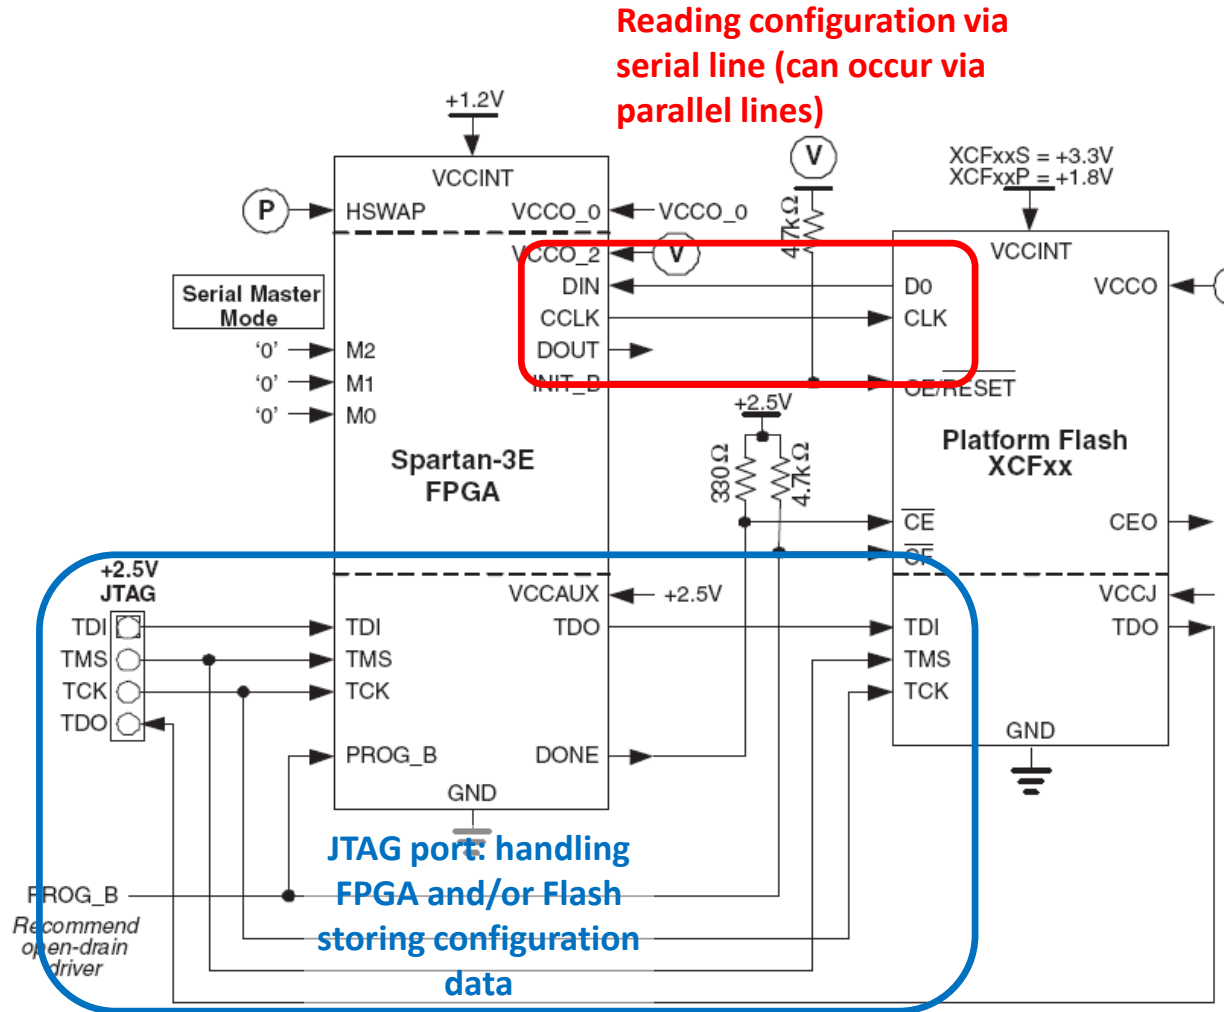 Reading configuration via
serial line (can occur via
parallel lines)
+1.2V
V
XCFxxS = +3.3V
XCFxxP = +1.8V
VCCINT
P
HSWAP
VCCO_0
VCCO_0
4.7kΩ
VCCO_2
V
VCCINT
DIN
D0
VCCO
Serial Master
Mode
CCLK
CLK
'0'
M2
DOUT
'0'
M1
INIT_B
OE/RESET
'0'
M0
+2.5V
Spartan-3E
FPGA
330Ω
4.7kΩ
Platform Flash
XCFxx
CE
CEO
CF
+2.5V
JTAG
VCCAUX
+2.5V
VCCJ
TDI
TDI
TDO
TDI
TDO
TMS
TMS
TMS
TCK
TCK
TCK
TDO
GND
PROG_B
DONE
GND
JTAG port: handling
FPGA and/or Flash
storing configuration
data
PROG_B
Recommend
open-drain
driver